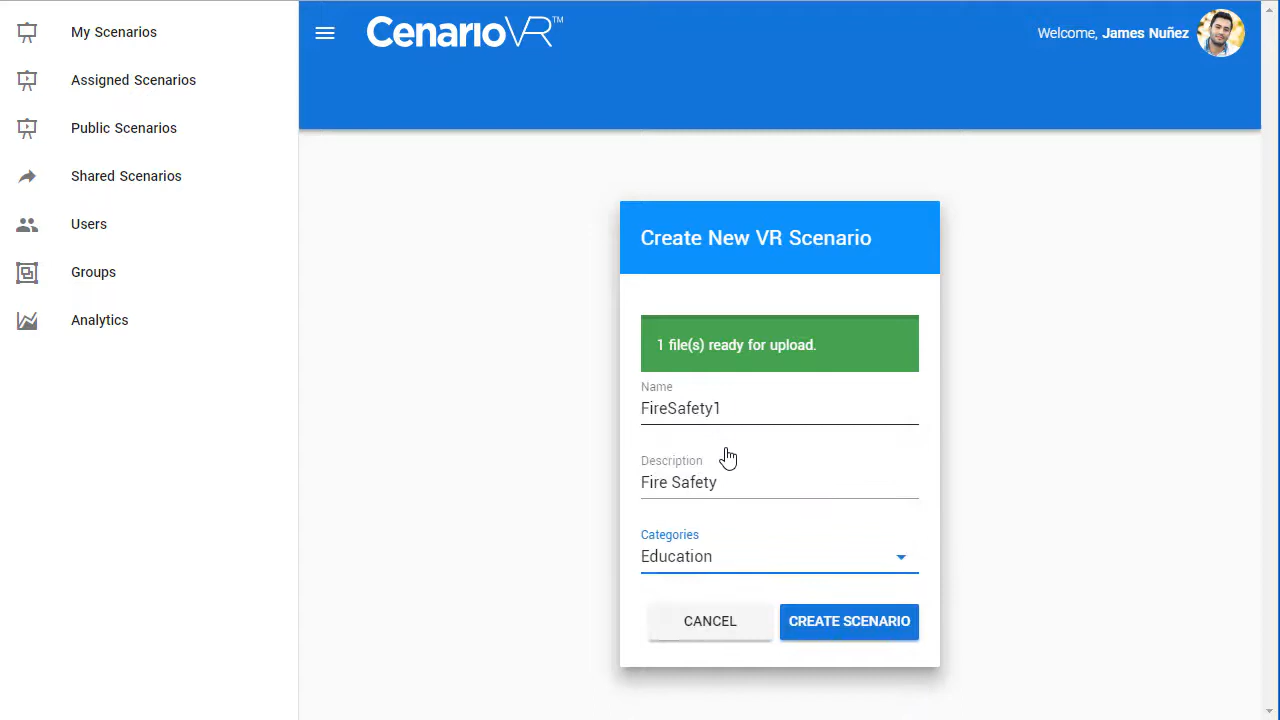 My Scenarios
Assigned Scenarios
Public Scenarios
Shared Scenarios
Users
Groups
Analytics
CenarioVR™
Welcome, James Nuñez
Create New VR Scenario
1 file(s) ready for upload.
Name
FireSafety1
Description
Fire Safety
Categories
Education
CANCEL
CREATE SCENARIO